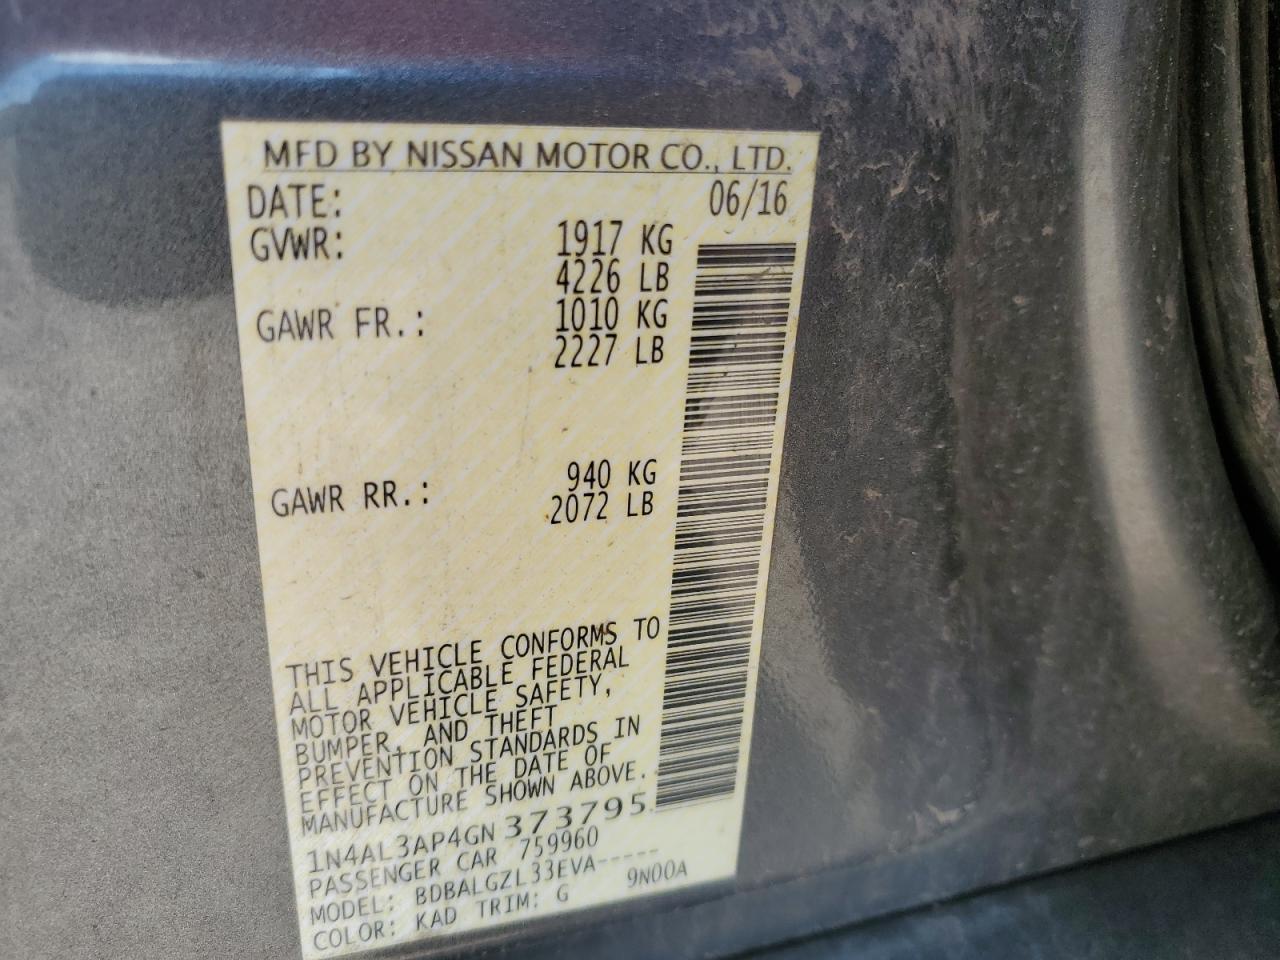 MFD BY NISSAN MOTOR CO., LTD.
DATE: 06/16
GVWR: 1917 KG
4226 LB
GAWR FR.: 1010 KG
2227 LB
GAWR RR.: 940 KG
2072 LB
THIS VEHICLE CONFORMS TO
ALL APPLICABLE FEDERAL
MOTOR VEHICLE SAFETY,
BUMPER, AND THEFT
PREVENTION STANDARDS IN
EFFECT ON THE DATE OF
MANUFACTURE SHOWN ABOVE.
1N4AL3AP4GN 373795
PASSENGER CAR 759960
MODEL: BDBALGZL33EVA-----
COLOR: KAD TRIM: G 9N00A